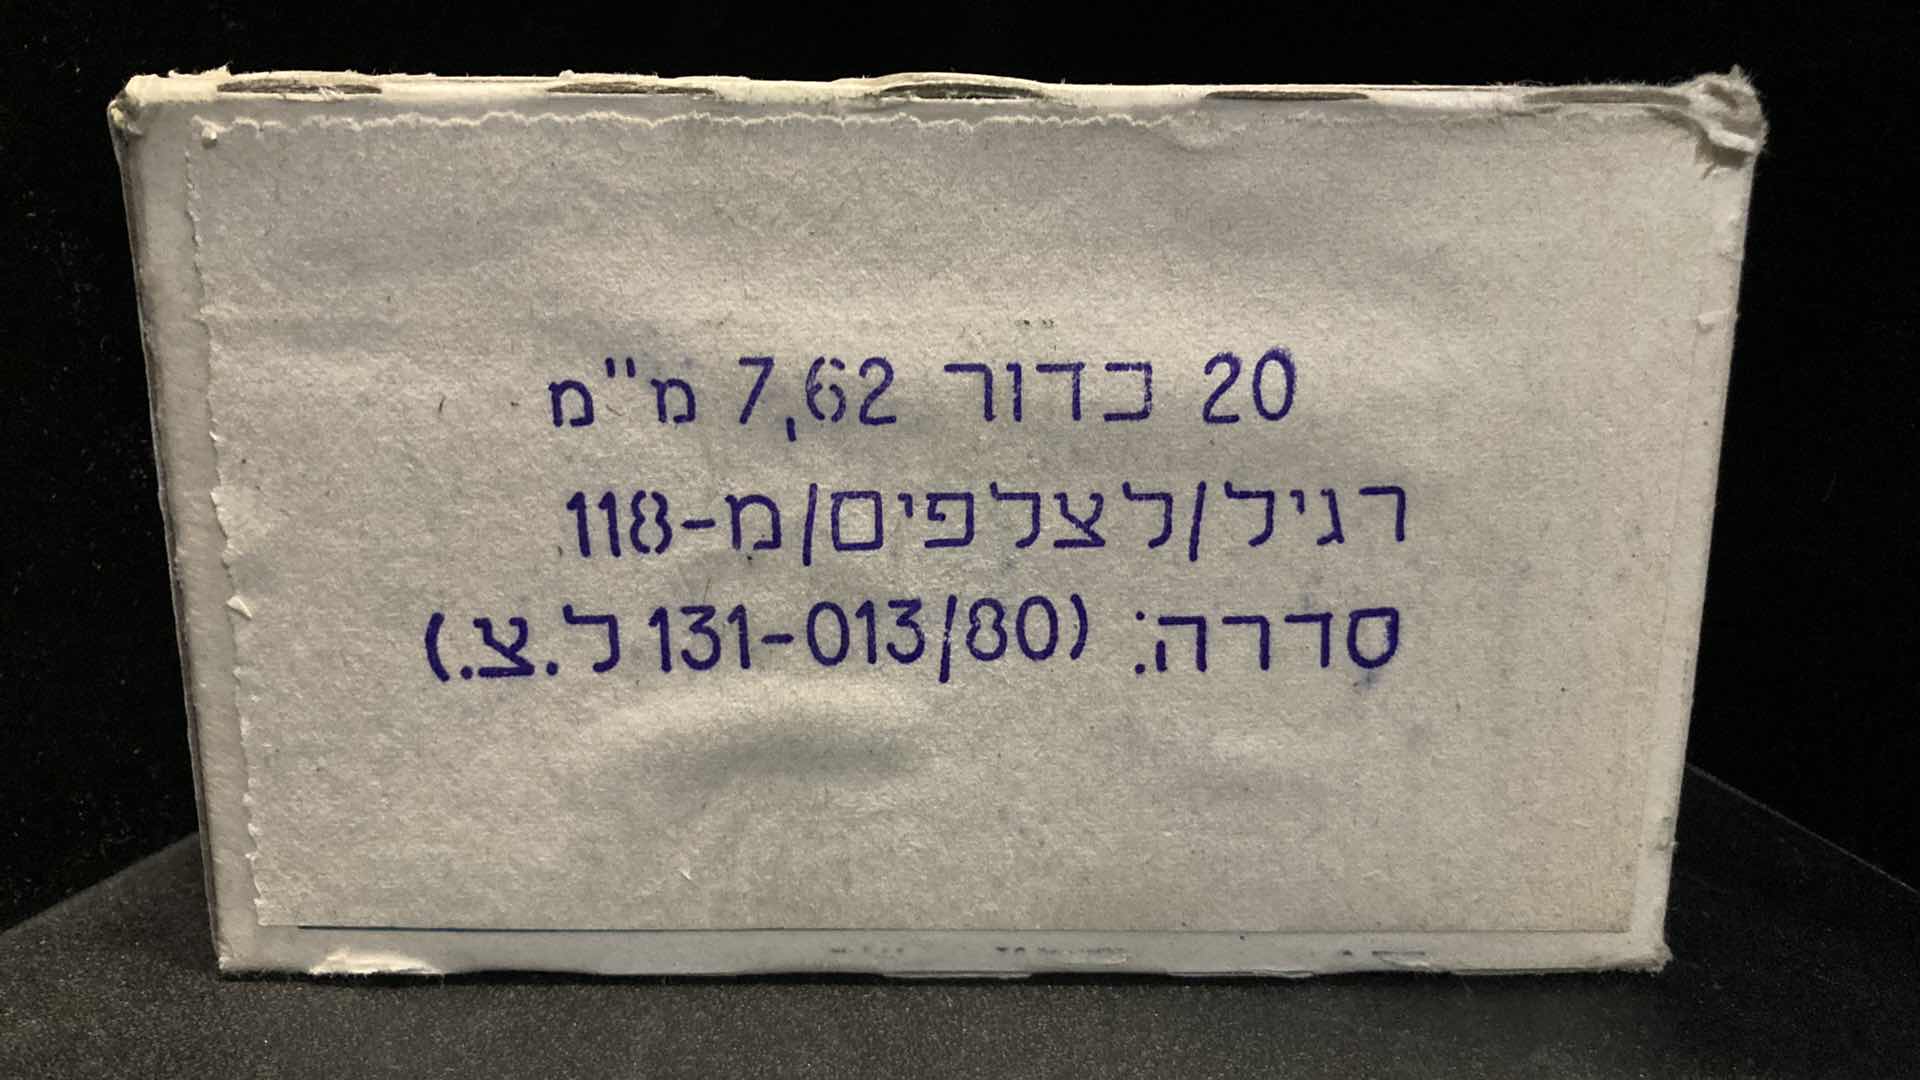 20 כדור 7,62 מ"מ
רגיל/לצלפים/מ-118
סדרה: (131-013/80 ל.צ.)